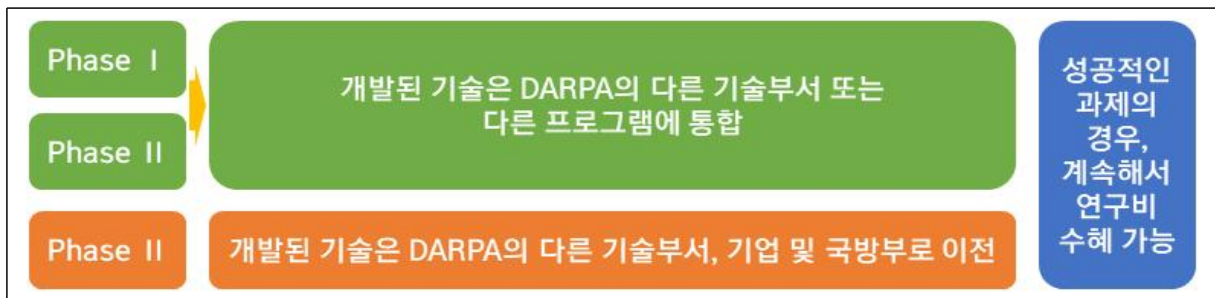 Phase Ⅰ
Phase Ⅱ
개발된 기술은 DARPA의 다른 기술부서 또는
다른 프로그램에 통합
Phase Ⅱ
개발된 기술은 DARPA의 다른 기술부서, 기업 및 국방부로 이전
성공적인
과제의
경우,
계속해서
연구비
수혜 가능